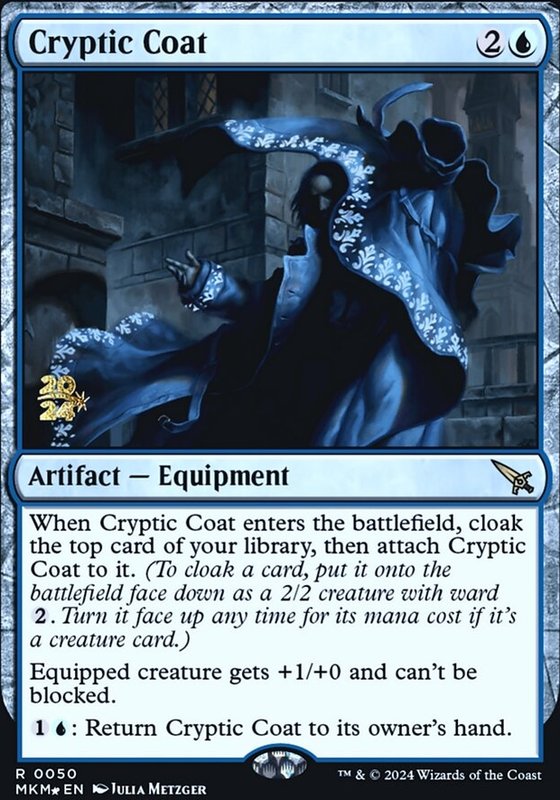 Cryptic Coat 2
2024
Artifact — Equipment
When Cryptic Coat enters the battlefield, cloak
the top card of your library, then attach Cryptic
Coat to it. (To cloak a card, put it onto the
battlefield face down as a 2/2 creature with ward
2. Turn it face up any time for its mana cost if it's
a creature card.)
Equipped creature gets +1/+0 and can't be
blocked.
1 : Return Cryptic Coat to its owner's hand.
R 0050
MKM★EN Julia Metzger
™ & © 2024 Wizards of the Coast